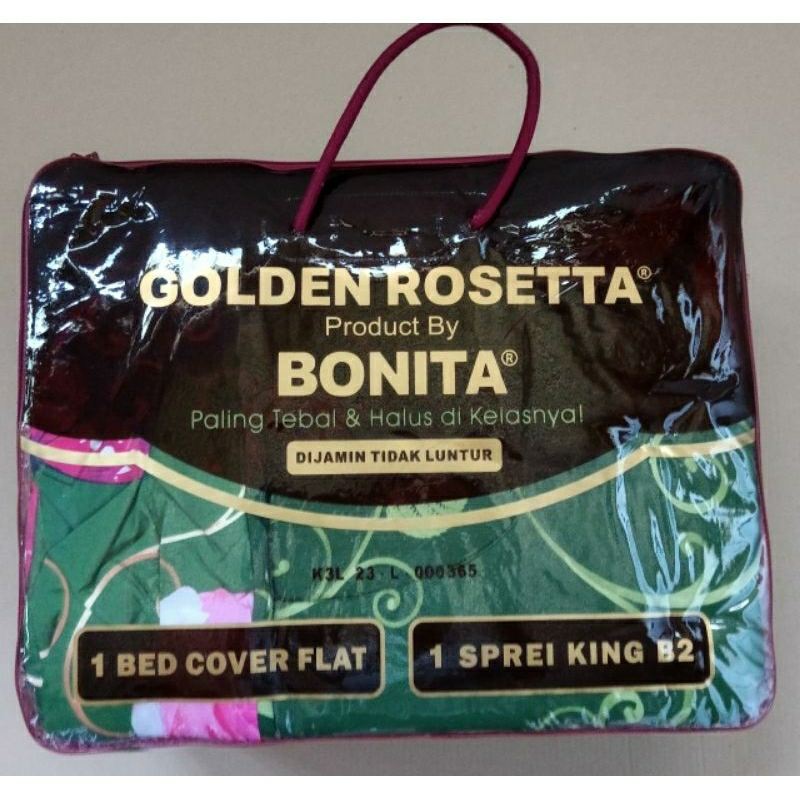 GOLDEN ROSETTA®
Product By
BONITA®
Paling Tebal & Halus di Kelasnya!
DIJAMIN TIDAK LUNTUR
K3L 23 - L 000365
1 BED COVER FLAT
1 SPREI KING B2